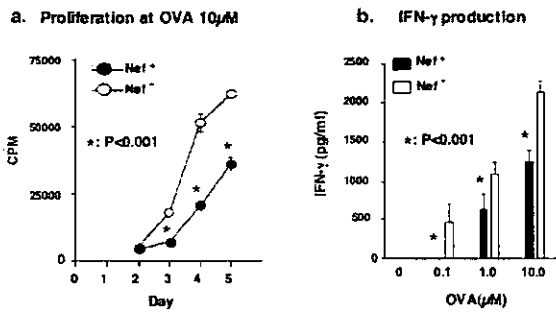 a. Proliferation at OVA 10μM
75000
50000
25000
0
CPM
Nef +
Nef -
*: P<0.001
*
*
*
0 1 2 3 4 5
Day
b. IFN-γ production
2500
2000
1500
1000
500
0
IFN-γ (pg/ml)
Nef +
Nef -
*: P<0.001
*
*
*
0 0.1 1.0 10.0
OVA(μM)